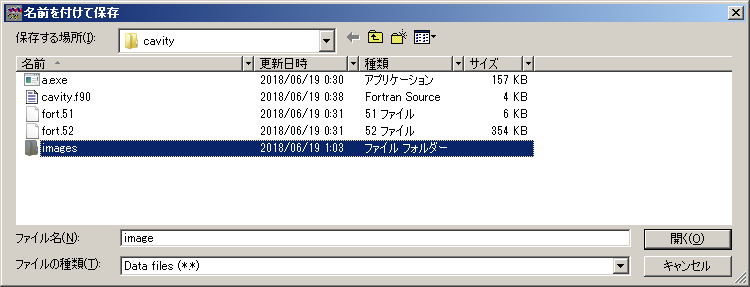 名前を付けて保存
保存する場所(I): cavity
名前 更新日時 種類 サイズ
a.exe 2018/06/19 0:30 アプリケーション 157 KB
cavity.f90 2018/06/19 0:38 Fortran Source 4 KB
fort.51 2018/06/19 0:31 51 ファイル 6 KB
fort.52 2018/06/19 0:31 52 ファイル 354 KB
images 2018/06/19 1:03 ファイル フォルダー
ファイル名(N): image 開く(O)
ファイルの種類(T): Data files (*.*) キャンセル